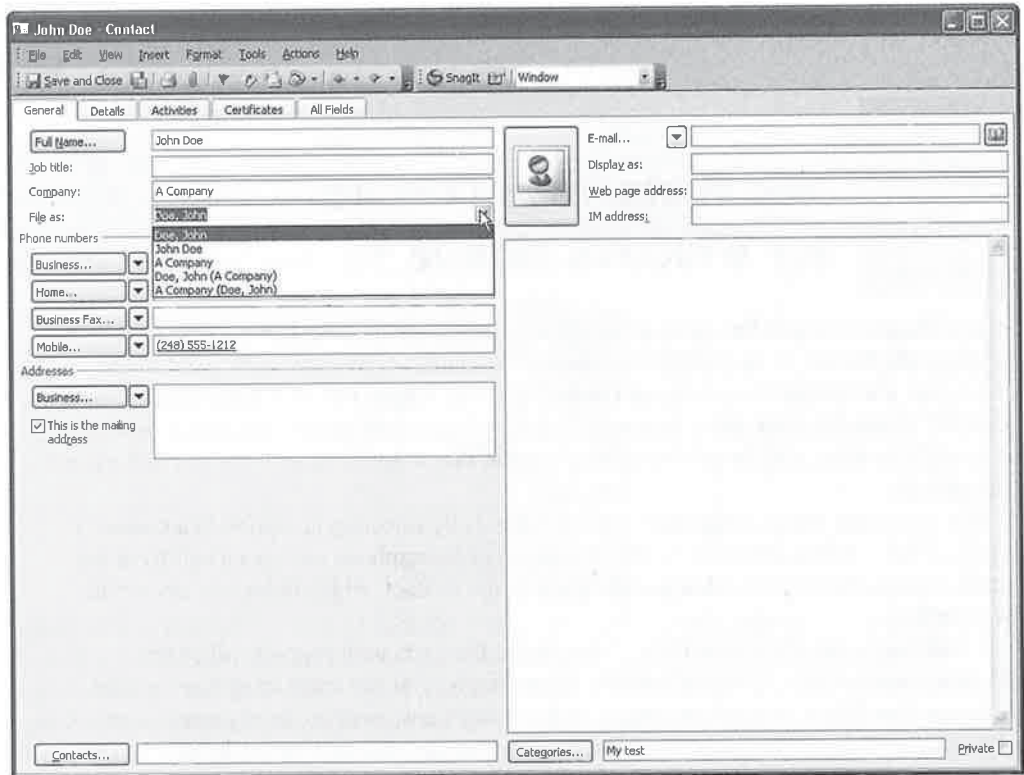 John Doe - Contact
File Edit View Insert Format Tools Actions Help
Save and Close SnagIt Window
General Details Activities Certificates All Fields
Full Name... John Doe
Job title:
Company: A Company
File as: Doe, John
Doe, John
John Doe
A Company
Doe, John (A Company)
A Company (Doe, John)
Phone numbers
Business...
Home...
Business Fax...
Mobile... (248) 555-1212
Addresses
Business...
This is the mailing
address
E-mail...
Display as:
Web page address:
IM address:
Contacts...
Categories... My test
Private